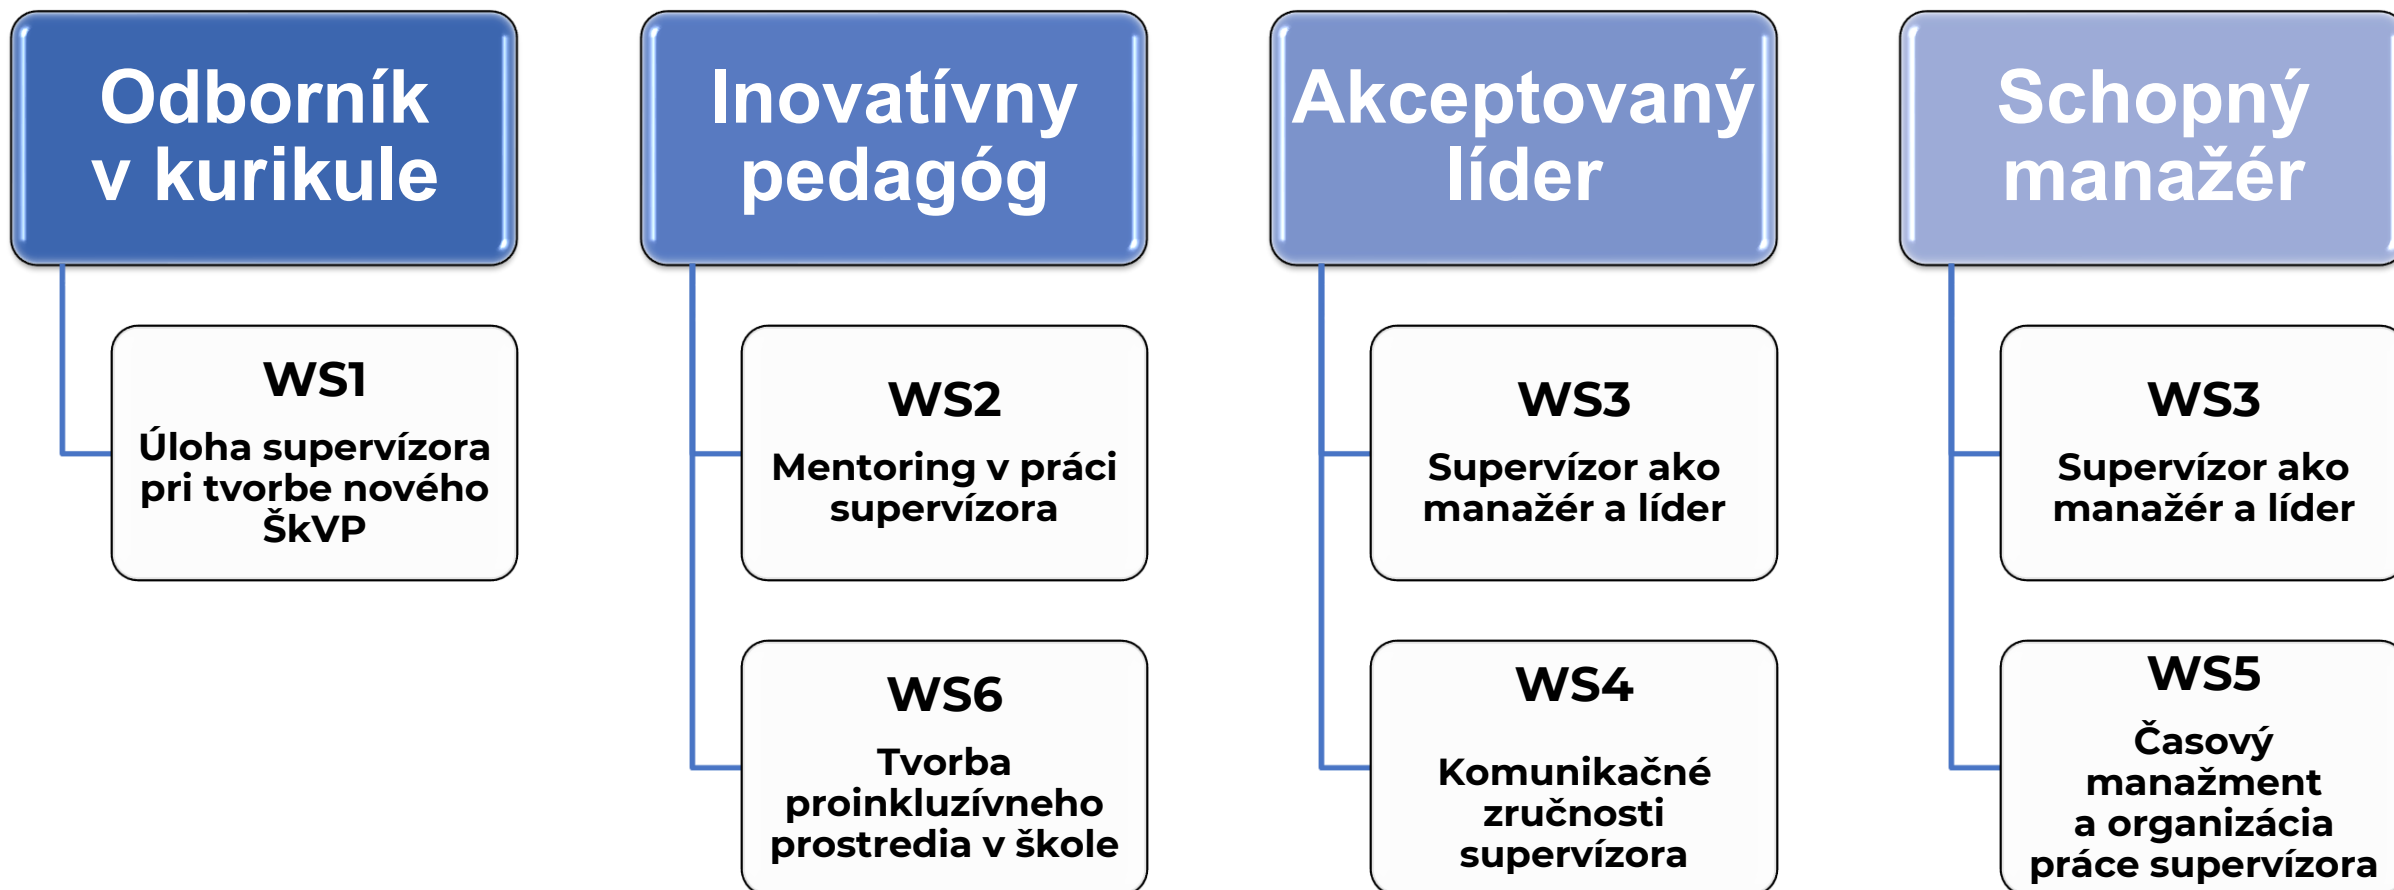 Odborník
v kurikule
WS1
Úloha supervízora
pri tvorbe nového
ŠkVP
Inovatívny
pedagóg
WS2
Mentoring v práci
supervízora
WS6
Tvorba
proinkluzívneho
prostredia v škole
Akceptovaný
líder
WS3
Supervízor ako
manažér a líder
WS4
Komunikačné
zručnosti
supervízora
Schopný
manažér
WS3
Supervízor ako
manažér a líder
WS5
Časový
manažment
a organizácia
práce supervízora